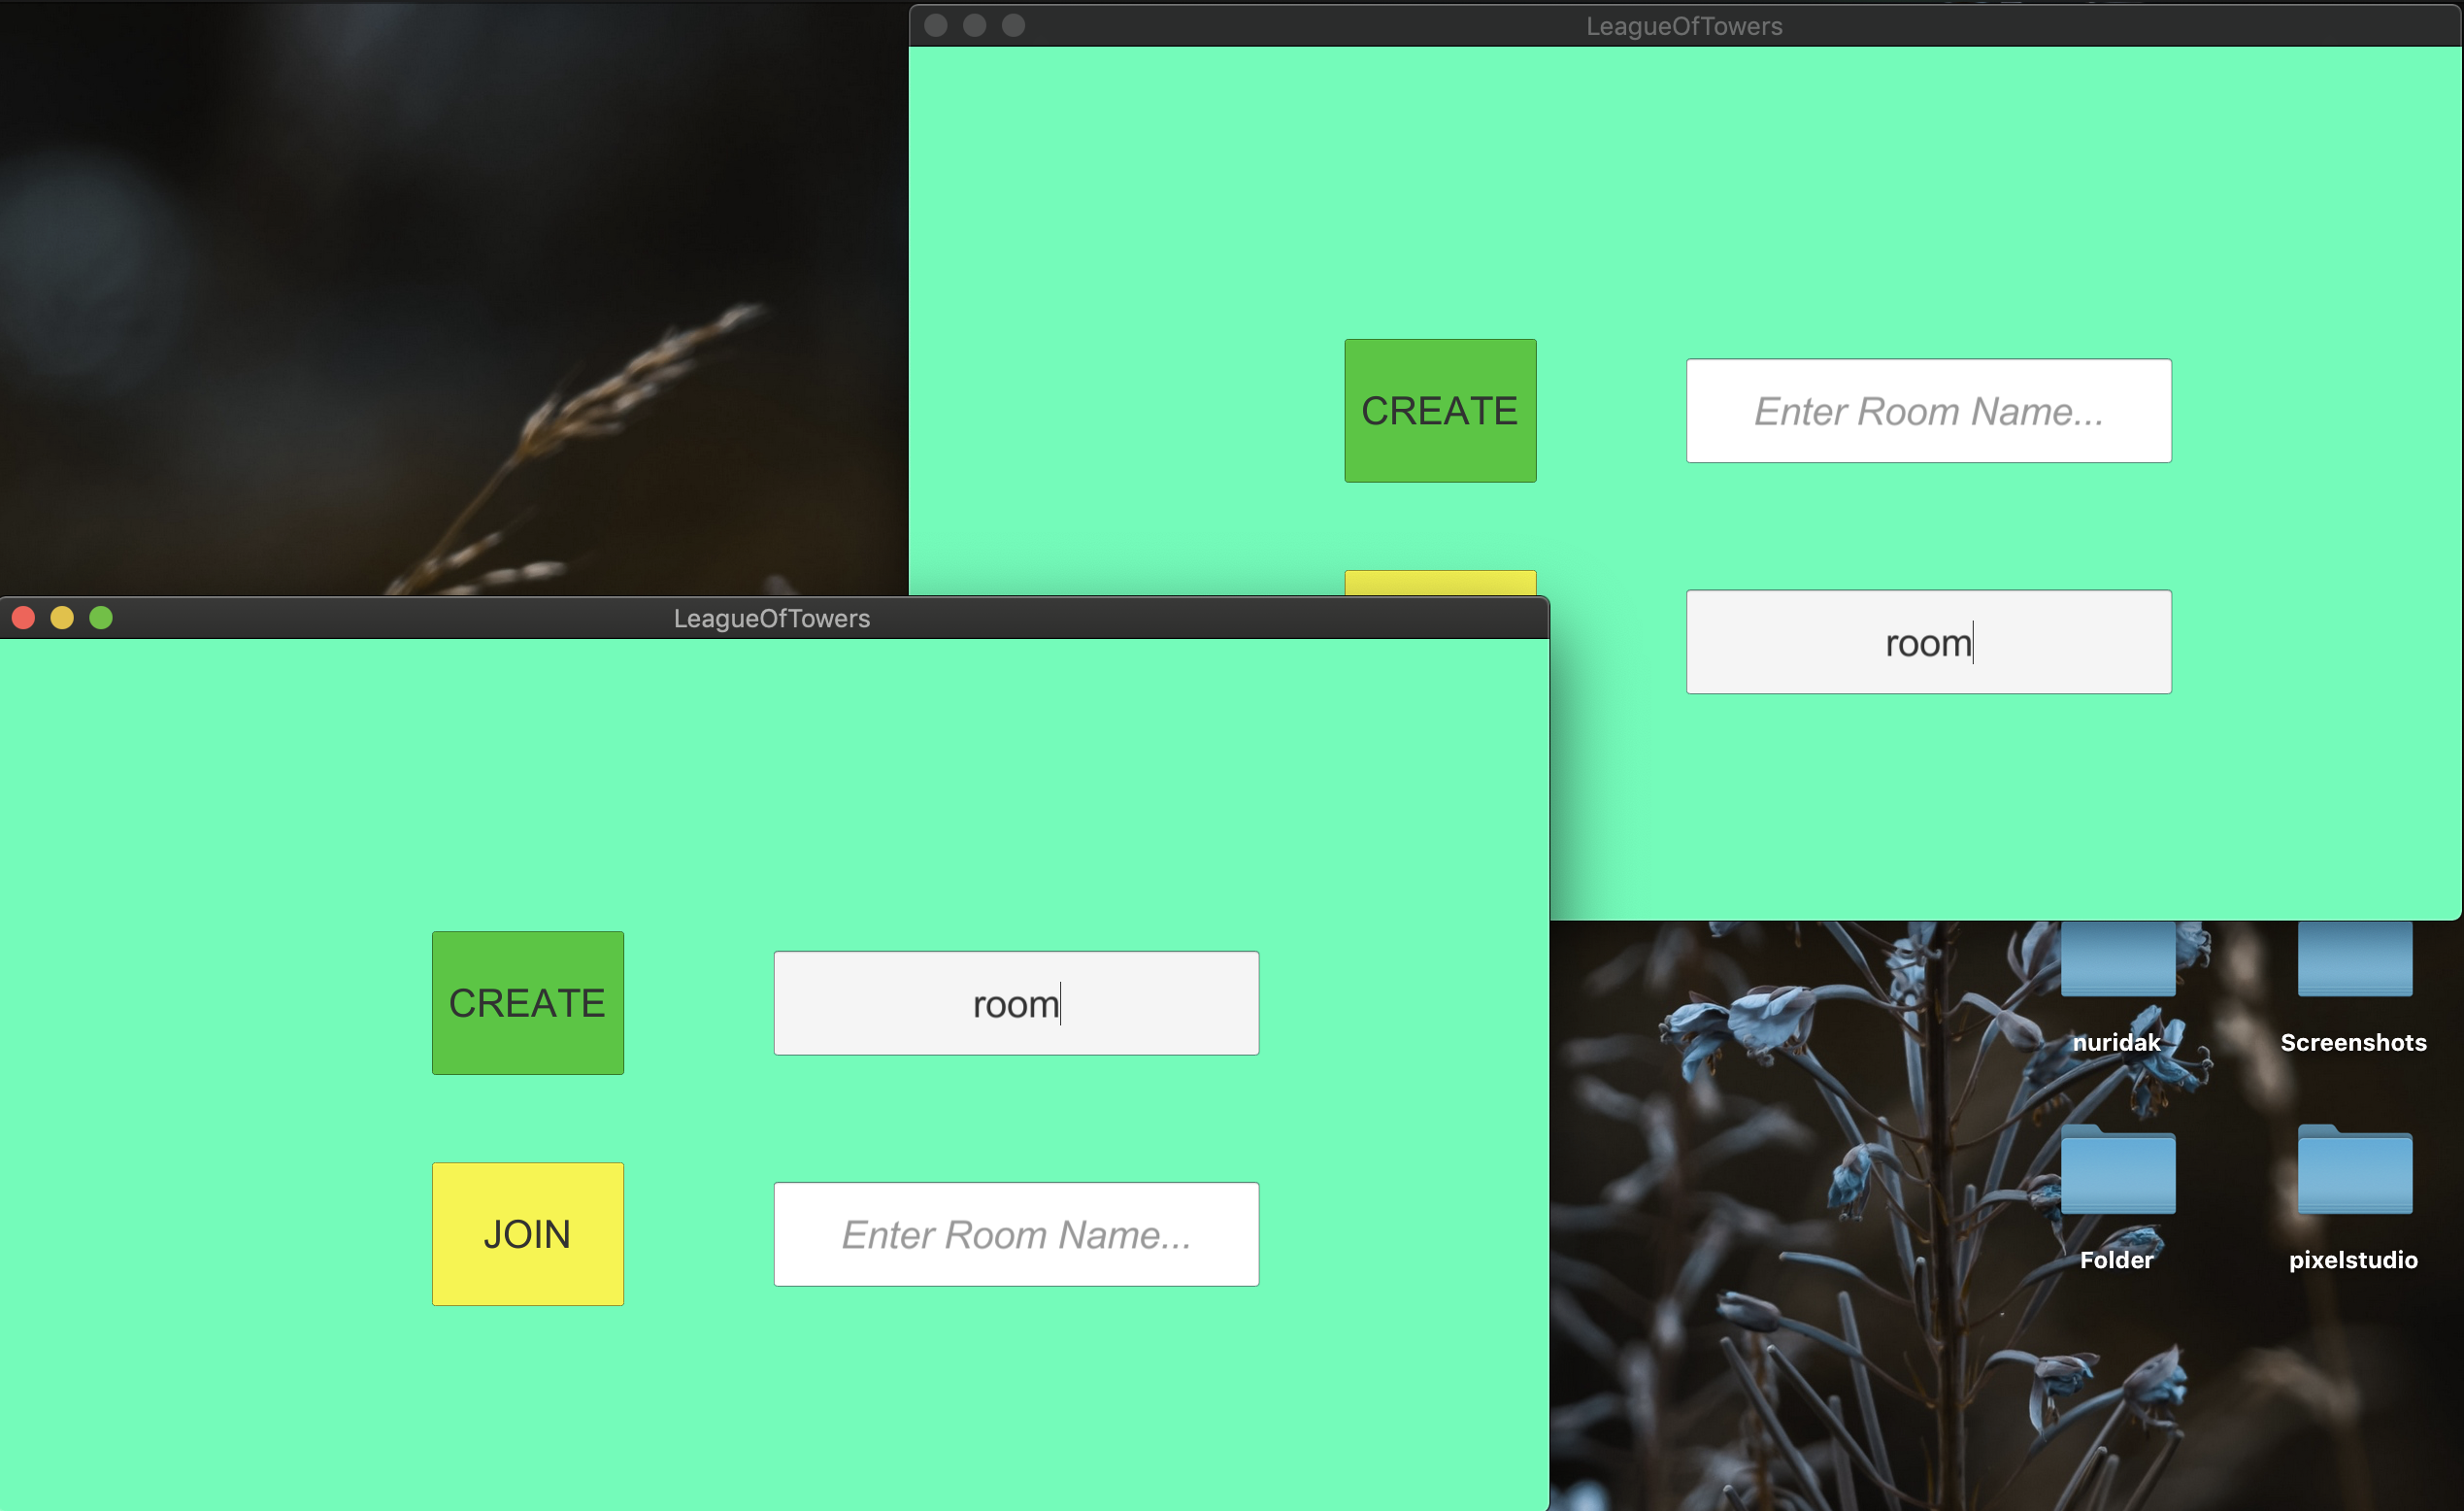 LeagueOfTowers
CREATE
Enter Room Name...
room
LeagueOfTowers
CREATE
room
JOIN
Enter Room Name...
nuridak
Screenshots
Folder
pixelstudio